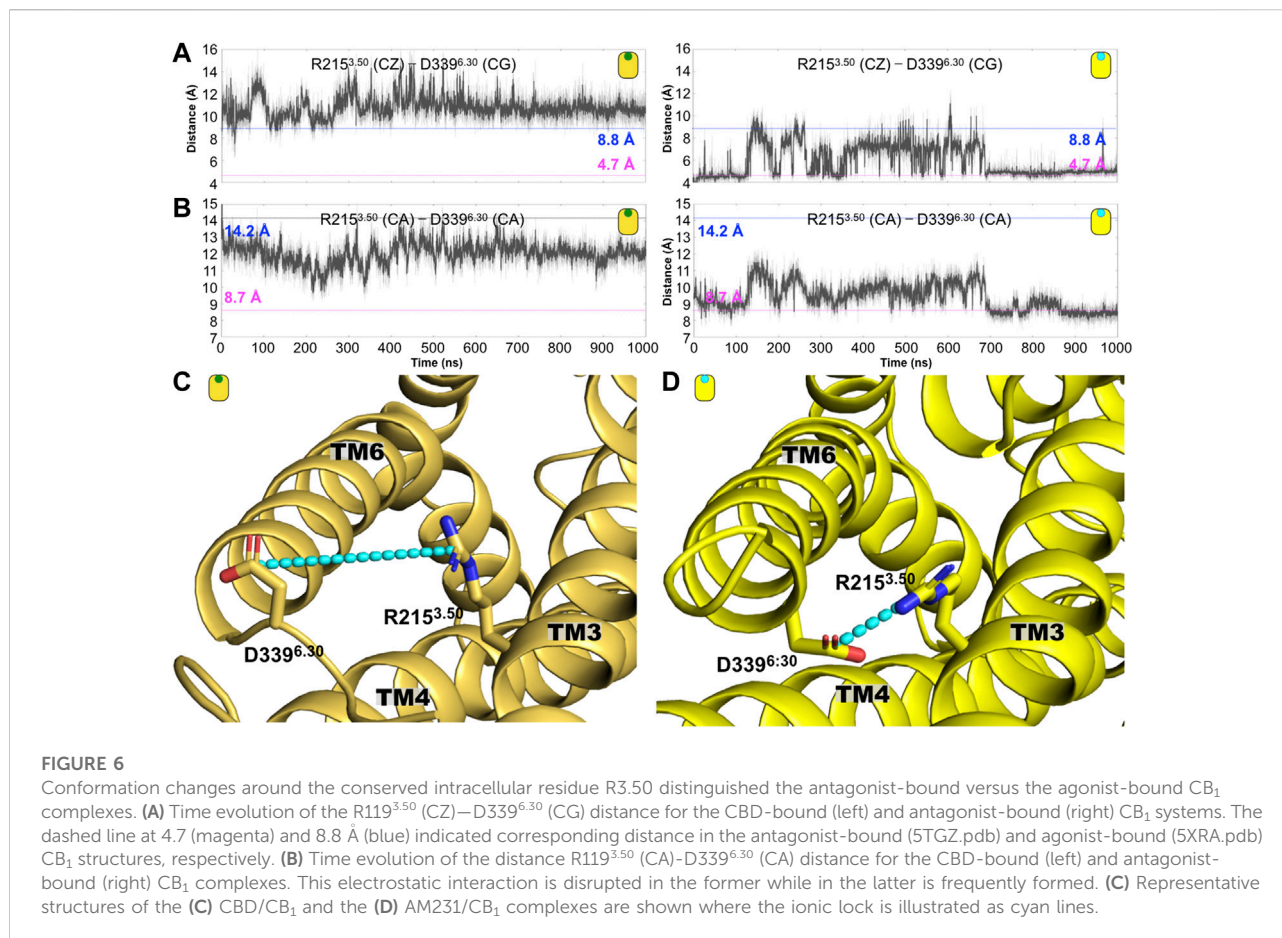 A
R215³·⁵⁰ (CZ) – D339⁶·³⁰ (CG)
Distance (Å)
16
14
12
10
8
6
4
8.8 Å
4.7 Å
R215³·⁵⁰ (CZ) – D339⁶·³⁰ (CG)
Distance (Å)
16
14
12
10
8
6
4
8.8 Å
4.7 Å
B
R215³·⁵⁰ (CA) – D339⁶·³⁰ (CA)
Distance (Å)
15
14
13
12
11
10
9
8
7
14.2 Å
8.7 Å
0 100 200 300 400 500 600 700 800 900 1000
Time (ns)
R215³·⁵⁰ (CA) – D339⁶·³⁰ (CA)
Distance (Å)
15
14
13
12
11
10
9
8
7
14.2 Å
8.7 Å
0 100 200 300 400 500 600 700 800 900 1000
Time (ns)
C
TM6
R215³·⁵⁰
TM3
D339⁶·³⁰
TM4
D
TM6
R215³·⁵⁰
TM3
D339⁶:³⁰
TM4
FIGURE 6
Conformation changes around the conserved intracellular residue R3.50 distinguished the antagonist-bound versus the agonist-bound CB₁
complexes. (A) Time evolution of the R119³·⁵⁰ (CZ)—D339⁶·³⁰ (CG) distance for the CBD-bound (left) and antagonist-bound (right) CB₁ systems. The
dashed line at 4.7 (magenta) and 8.8 Å (blue) indicated corresponding distance in the antagonist-bound (5TGZ.pdb) and agonist-bound (5XRA.pdb)
CB₁ structures, respectively. (B) Time evolution of the distance R119³·⁵⁰ (CA)-D339⁶·³⁰ (CA) distance for the CBD-bound (left) and antagonist-
bound (right) CB₁ complexes. This electrostatic interaction is disrupted in the former while in the latter is frequently formed. (C) Representative
structures of the (C) CBD/CB₁ and the (D) AM231/CB₁ complexes are shown where the ionic lock is illustrated as cyan lines.